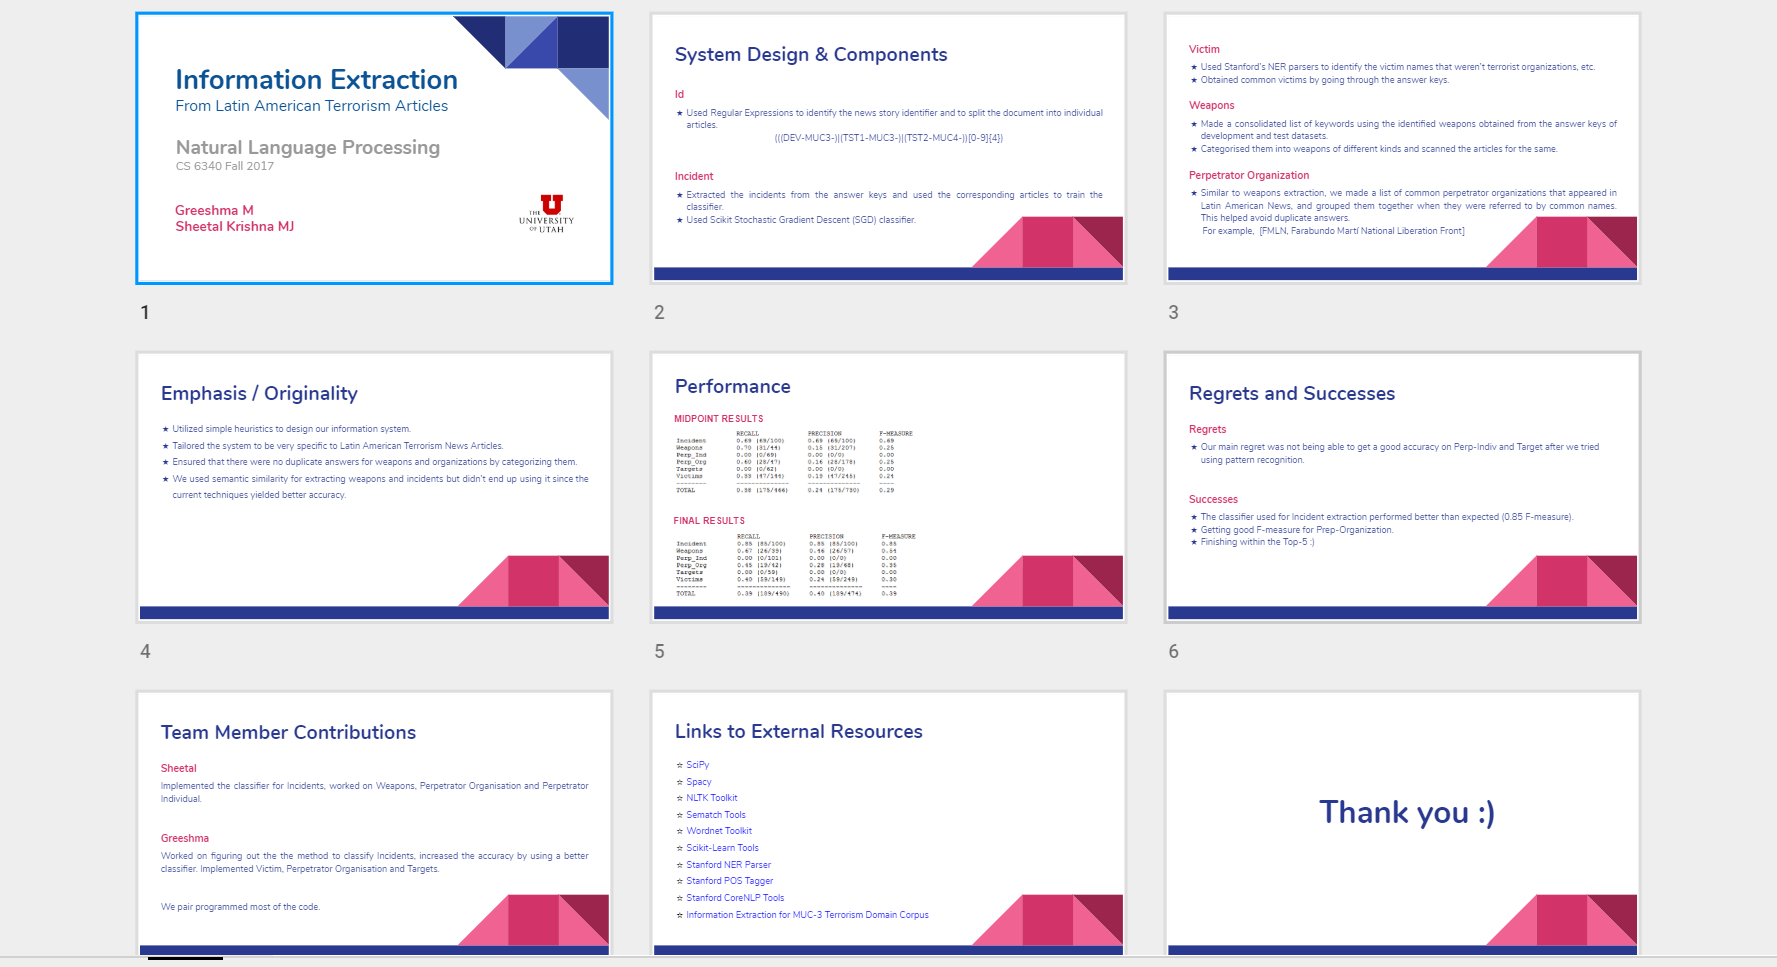 Information Extraction
From Latin American Terrorism Articles
Natural Language Processing
CS 6340 Fall 2017
Greeshma M
Sheetal Krishna MJ
THE
U
UNIVERSITY
OF UTAH
1
System Design & Components
Id
★ Used Regular Expressions to identify the news story identifier and to split the document into individual
articles.
(((DEV-MUC3-)|(TST1-MUC3-)|(TST2-MUC4-))[0-9]{4})
Incident
★ Extracted the incidents from the answer keys and used the corresponding articles to train the
classifier.
★ Used Scikit Stochastic Gradient Descent (SGD) classifier.
2
Victim
★ Used Stanford's NER parsers to identify the victim names that weren't terrorist organizations, etc.
★ Obtained common victims by going through the answer keys.
Weapons
★ Made a consolidated list of keywords using the identified weapons obtained from the answer keys of
development and test datasets.
★ Categorised them into weapons of different kinds and scanned the articles for the same.
Perpetrator Organization
★ Similar to weapons extraction, we made a list of common perpetrator organizations that appeared in
Latin American News, and grouped them together when they were referred to by common names.
This helped avoid duplicate answers.
For example, [FMLN, Farabundo Martí National Liberation Front]
3
Emphasis / Originality
★ Utilized simple heuristics to design our information system.
★ Tailored the system to be very specific to Latin American Terrorism News Articles.
★ Ensured that there were no duplicate answers for weapons and organizations by categorizing them.
★ We used semantic similarity for extracting weapons and incidents but didn't end up using it since the
current techniques yielded better accuracy.
4
Performance
MIDPOINT RESULTS
RECALL PRECISION F-MEASURE
Incident 0.69 (69/100) 0.69 (69/100) 0.69
Weapons 0.70 (31/44) 0.15 (31/207) 0.25
Perp_Ind 0.00 (0/69) 0.00 (0/0) 0.00
Perp_Org 0.60 (28/47) 0.16 (28/178) 0.25
Targets 0.00 (0/62) 0.00 (0/0) 0.00
Victims 0.33 (47/144) 0.19 (47/245) 0.24
-------- -------------- -------------- ----
TOTAL 0.38 (175/466) 0.24 (175/730) 0.29
FINAL RESULTS
RECALL PRECISION F-MEASURE
Incident 0.85 (85/100) 0.85 (85/100) 0.85
Weapons 0.67 (26/39) 0.46 (26/57) 0.54
Perp_Ind 0.00 (0/101) 0.00 (0/0) 0.00
Perp_Org 0.45 (19/42) 0.28 (19/68) 0.35
Targets 0.00 (0/59) 0.00 (0/0) 0.00
Victims 0.40 (59/149) 0.24 (59/249) 0.30
-------- -------------- -------------- ----
TOTAL 0.39 (189/490) 0.40 (189/474) 0.39
5
Regrets and Successes
Regrets
★ Our main regret was not being able to get a good accuracy on Perp-Indiv and Target after we tried
using pattern recognition.
Successes
★ The classifier used for Incident extraction performed better than expected (0.85 F-measure).
★ Getting good F-measure for Prep-Organization.
★ Finishing within the Top-5 :)
6
Team Member Contributions
Sheetal
Implemented the classifier for Incidents, worked on Weapons, Perpetrator Organisation and Perpetrator
Individual.
Greeshma
Worked on figuring out the the method to classify Incidents, increased the accuracy by using a better
classifier. Implemented Victim, Perpetrator Organisation and Targets.
We pair programmed most of the code.
Links to External Resources
☆ SciPy
☆ Spacy
☆ NLTK Toolkit
☆ Sematch Tools
☆ Wordnet Toolkit
☆ Scikit-Learn Tools
☆ Stanford NER Parser
☆ Stanford POS Tagger
☆ Stanford CoreNLP Tools
☆ Information Extraction for MUC-3 Terrorism Domain Corpus
Thank you :)